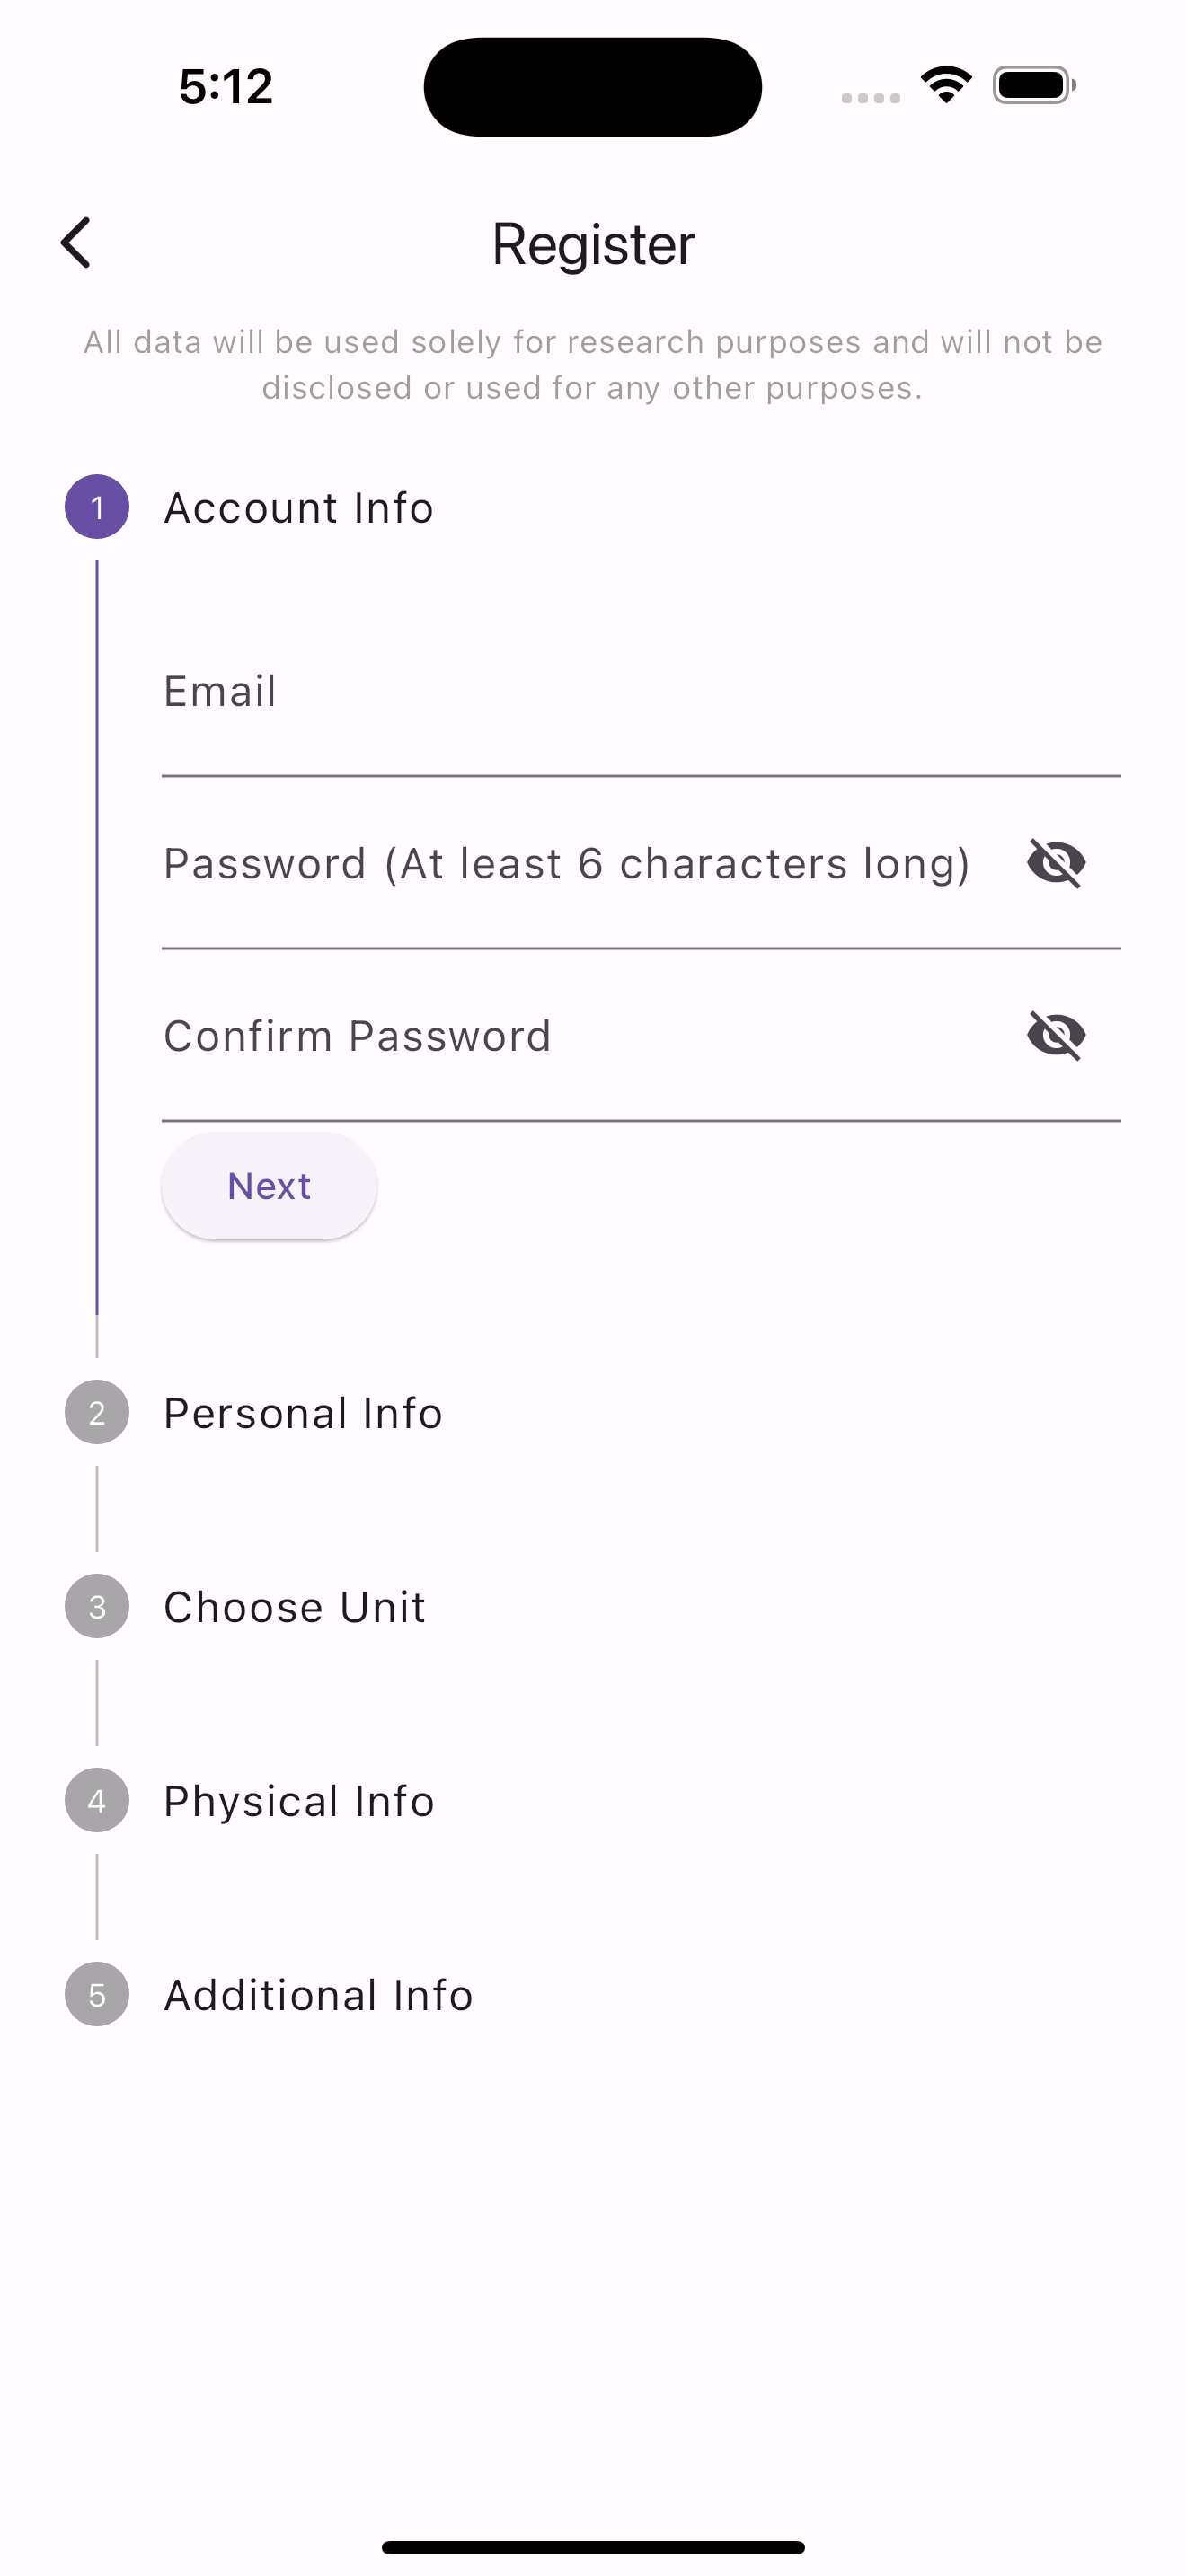 5:12
Register
All data will be used solely for research purposes and will not be
disclosed or used for any other purposes.
1 Account Info
Email
Password (At least 6 characters long)
Confirm Password
Next
2 Personal Info
3 Choose Unit
4 Physical Info
5 Additional Info